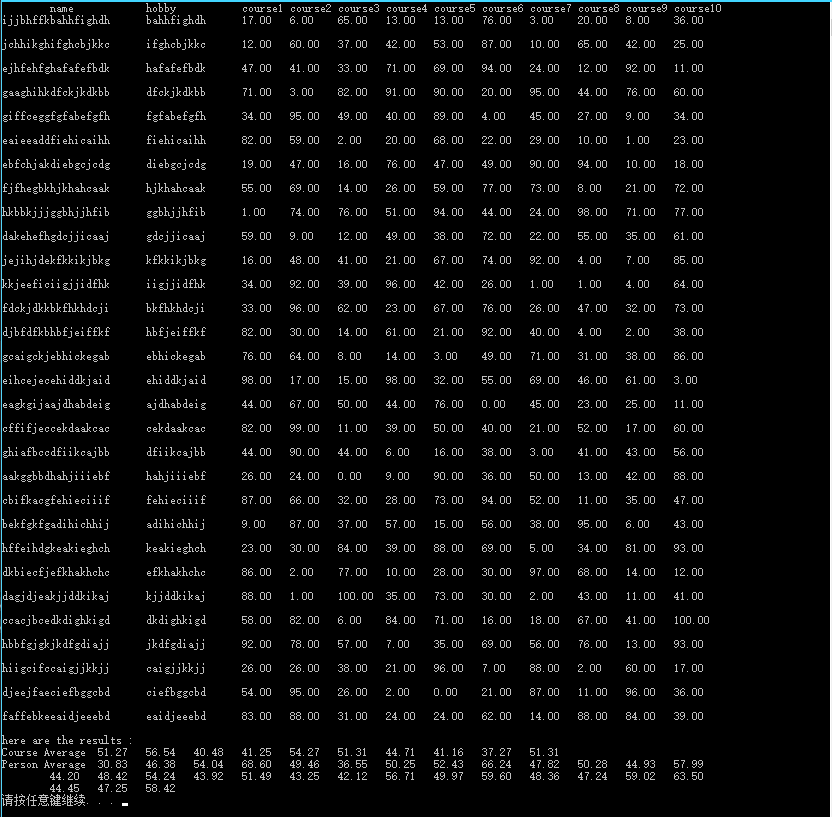 name hobby course1 course2 course3 course4 course5 course6 course7 course8 course9 course10
ijjbhffkbahhfighdh bahhfighdh 17.00 6.00 65.00 13.00 13.00 76.00 3.00 20.00 8.00 36.00
jchhikghifghcbjkkc ifghcbjkkc 12.00 60.00 37.00 42.00 53.00 87.00 10.00 65.00 42.00 25.00
ejhfehfghafafefbdk hafafefbdk 47.00 41.00 33.00 71.00 69.00 94.00 24.00 12.00 92.00 11.00
gaaghihkdfckjkdkbb dfckjkdkbb 71.00 3.00 82.00 91.00 90.00 20.00 95.00 44.00 76.00 60.00
giffceggfgfabefgfh fgfabefgfh 34.00 95.00 49.00 40.00 89.00 4.00 45.00 27.00 9.00 34.00
eaieeaddfiehicaihh fiehicaihh 82.00 59.00 2.00 20.00 68.00 22.00 29.00 10.00 1.00 23.00
ebfchjakdiebgcjcdg diebgcjcdg 19.00 47.00 16.00 76.00 47.00 49.00 90.00 94.00 10.00 18.00
fjfhegbkhjkhahcaak hjkhahcaak 55.00 69.00 14.00 26.00 59.00 77.00 73.00 8.00 21.00 72.00
hkbbkjjjggbhjjhfib ggbhjjhfib 1.00 74.00 76.00 51.00 94.00 44.00 24.00 98.00 71.00 77.00
dakehefhgdcjjicaaj gdcjjicaaj 59.00 9.00 12.00 49.00 38.00 72.00 22.00 55.00 35.00 61.00
jejihjdekfkkikjbkg kfkkikjbkg 16.00 48.00 41.00 21.00 67.00 74.00 92.00 4.00 7.00 85.00
kkjeeficiigjjidfhk iigjjidfhk 34.00 92.00 39.00 96.00 42.00 26.00 1.00 1.00 4.00 64.00
fdckjdkkbkfhkhdcji bkfhkhdcji 33.00 96.00 62.00 23.00 67.00 76.00 26.00 47.00 32.00 73.00
djbfdfkbhbfjeiffkf hbfjeiffkf 82.00 30.00 14.00 61.00 21.00 92.00 40.00 4.00 2.00 38.00
gcaigckjebhickegab ebhickegab 76.00 64.00 8.00 14.00 3.00 49.00 71.00 31.00 38.00 86.00
eihcejecehiddkjaid ehiddkjaid 98.00 17.00 15.00 98.00 32.00 55.00 69.00 46.00 61.00 3.00
eagkgijaajdhabdeig ajdhabdeig 44.00 67.00 50.00 44.00 76.00 0.00 45.00 23.00 25.00 11.00
cffifjeccekdaakcac cekdaakcac 82.00 99.00 11.00 39.00 50.00 40.00 21.00 52.00 17.00 60.00
ghiafbccdfiikcajbb dfiikcajbb 44.00 90.00 44.00 6.00 16.00 38.00 3.00 41.00 43.00 56.00
aakggbbdhahjiiiebf hahjiiiebf 26.00 24.00 0.00 9.00 90.00 36.00 50.00 13.00 42.00 88.00
cbifkacgfehieciiif fehieciiif 87.00 66.00 32.00 28.00 73.00 94.00 52.00 11.00 35.00 47.00
bekfgkfgadihichhij adihichhij 9.00 87.00 37.00 57.00 15.00 56.00 38.00 95.00 6.00 43.00
hffeihdgkeakieghch keakieghch 23.00 30.00 84.00 39.00 88.00 69.00 5.00 34.00 81.00 93.00
dkbiecfjefkhakhchc efkhakhchc 86.00 2.00 77.00 10.00 28.00 30.00 97.00 68.00 14.00 12.00
dagjdjeakjjddkikaj kjjddkikaj 88.00 1.00 100.00 35.00 73.00 30.00 2.00 43.00 11.00 41.00
ccacjbcedkdighkigd dkdighkigd 58.00 82.00 6.00 84.00 71.00 16.00 18.00 67.00 41.00 100.00
hbbfgjgkjkdfgdiajj jkdfgdiajj 92.00 78.00 57.00 7.00 35.00 69.00 56.00 76.00 13.00 93.00
hiigcifccaigjjkkjj caigjjkkjj 26.00 26.00 38.00 21.00 96.00 7.00 88.00 2.00 60.00 17.00
djeejfaeciefbggcbd ciefbggcbd 54.00 95.00 26.00 2.00 0.00 21.00 87.00 11.00 96.00 36.00
faffebkeeaidjeeebd eaidjeeebd 83.00 88.00 31.00 24.00 24.00 62.00 14.00 88.00 84.00 39.00
here are the results :
Course Average 51.27 56.54 40.48 41.25 54.27 51.31 44.71 41.16 37.27 51.31
Person Average 30.83 46.38 54.04 68.60 49.46 36.55 50.25 52.43 66.24 47.82 50.28 44.93 57.99
44.20 48.42 54.24 43.92 51.49 43.25 42.12 56.71 49.97 59.60 48.36 47.24 59.02 63.50
44.45 47.25 58.42
请按任意键继续. . .